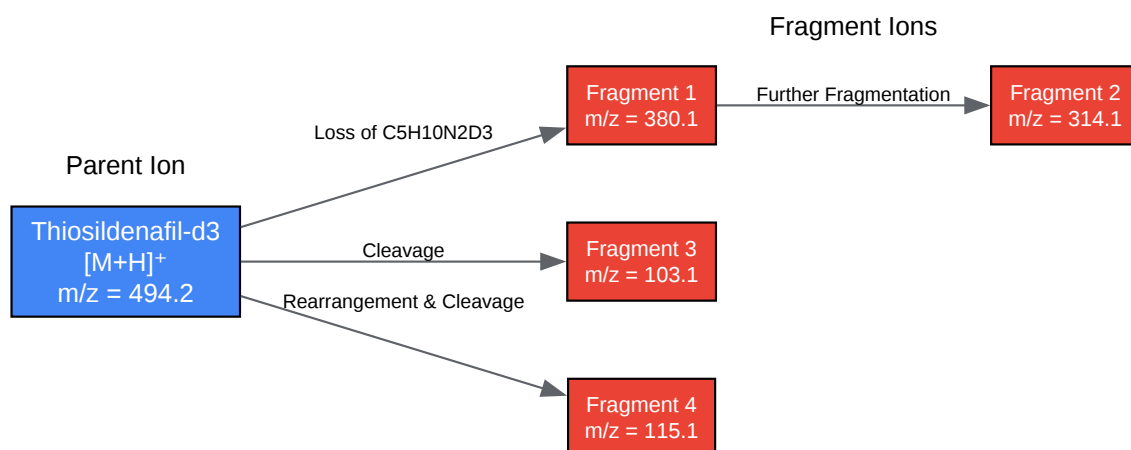 Fragment Ions
Fragment 1
m/z = 380.1
Further Fragmentation
Fragment 2
m/z = 314.1
Loss of C5H10N2D3
Parent Ion
Thiosildenafil-d3
[M+H]⁺
m/z = 494.2
Cleavage
Fragment 3
m/z = 103.1
Rearrangement & Cleavage
Fragment 4
m/z = 115.1